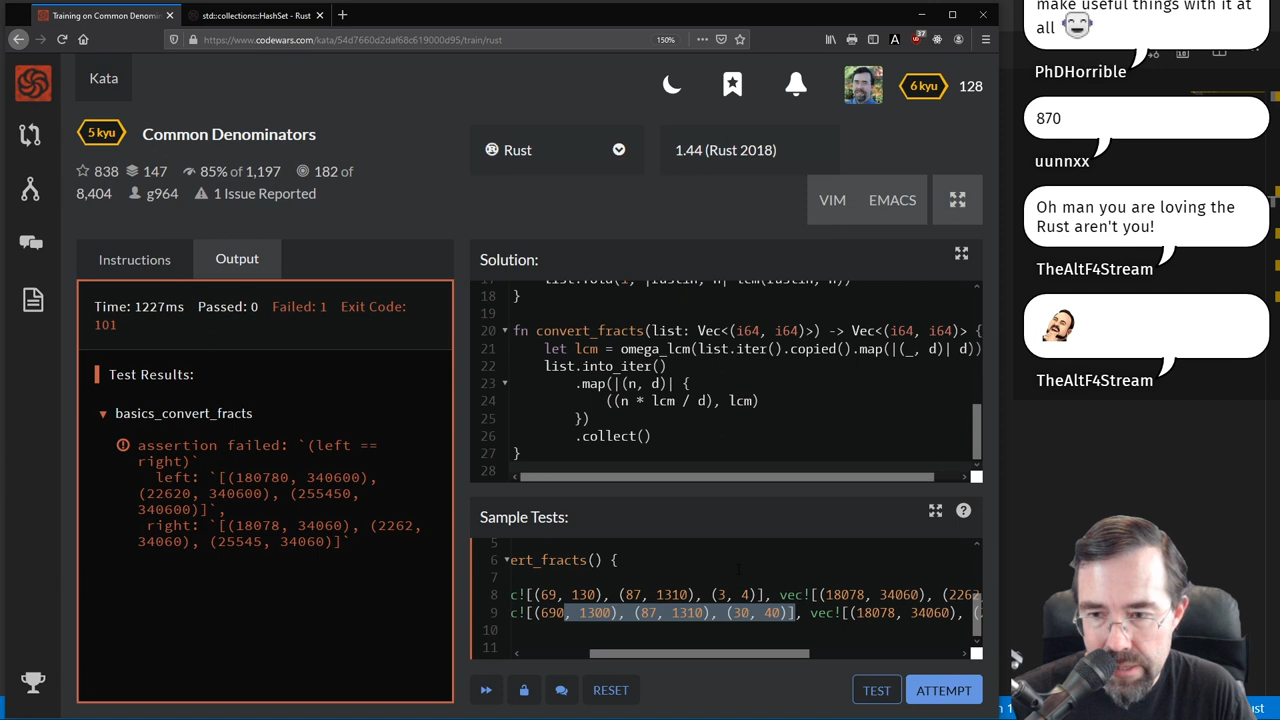 Training on Common Denomin
std::collections::HashSet - Rust
https://www.codewars.com/kata/54d7660d2daf68c619000d95/train/rust
150%
37
Kata
6 kyu
128
5 kyu
Common Denominators
838
147
85% of 1,197
182 of
8,404
g964
1 Issue Reported
Rust
1.44 (Rust 2018)
VIM
EMACS
Instructions
Output
Time: 1227ms Passed: 0 Failed: 1 Exit Code:
101
Test Results:
basics_convert_fracts
assertion failed: `(left ==
right)`
left: `[(180780, 340600),
(22620, 340600), (255450,
340600)]`,
right: `[(18078, 34060), (2262,
34060), (25545, 34060)]`
Solution:
18 }
19
20 fn convert_fracts(list: Vec<(i64, i64)>) -> Vec<(i64, i64)> {
21 let lcm = omega_lcm(list.iter().copied().map(|(_, d)| d))
22 list.into_iter()
23 .map(|(n, d)| {
24 ((n * lcm / d), lcm)
25 })
26 .collect()
27 }
28
Sample Tests:
5
6 ert_fracts() {
7
8 c![(69, 130), (87, 1310), (3, 4)], vec![(18078, 34060), (2262
9 c![(690, 1300), (87, 1310), (30, 40)], vec![(18078, 34060), (
10
11
RESET
TEST
ATTEMPT
make useful things with it at
all
PhDHorrible
870
uunnxx
Oh man you are loving the
Rust aren't you!
TheAltF4Stream
TheAltF4Stream